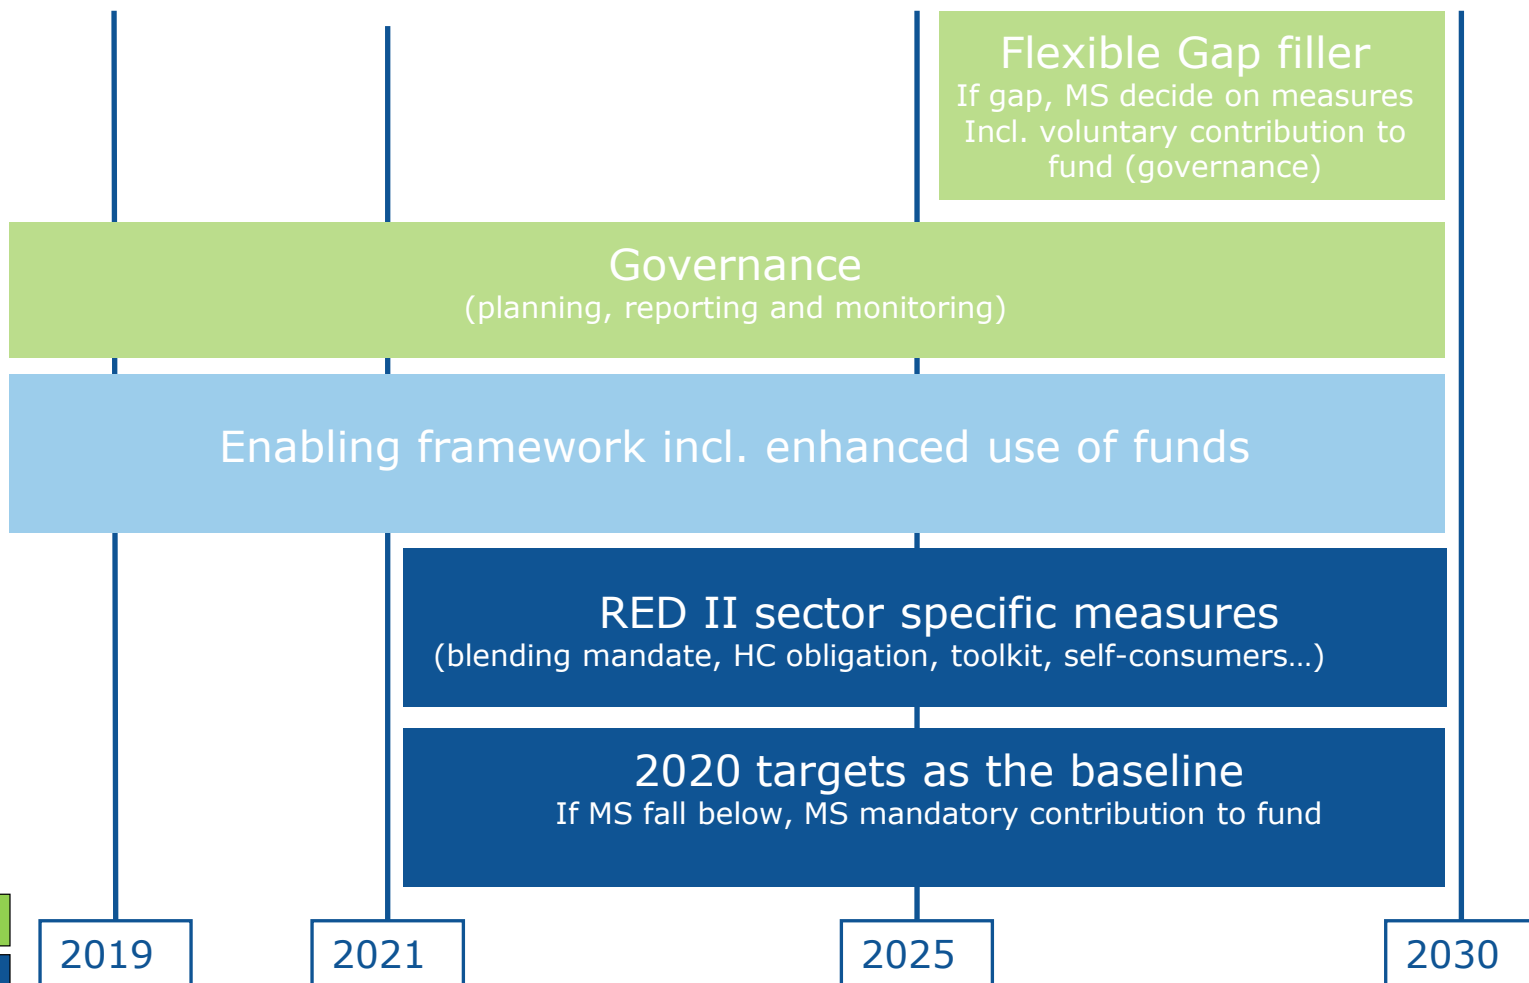 Flexible Gap filler
If gap, MS decide on measures
Incl. voluntary contribution to
fund (governance)
Governance
(planning, reporting and monitoring)
Enabling framework incl. enhanced use of funds
RED II sector specific measures
(blending mandate, HC obligation, toolkit, self-consumers…)
2020 targets as the baseline
If MS fall below, MS mandatory contribution to fund
2019
2021
2025
2030